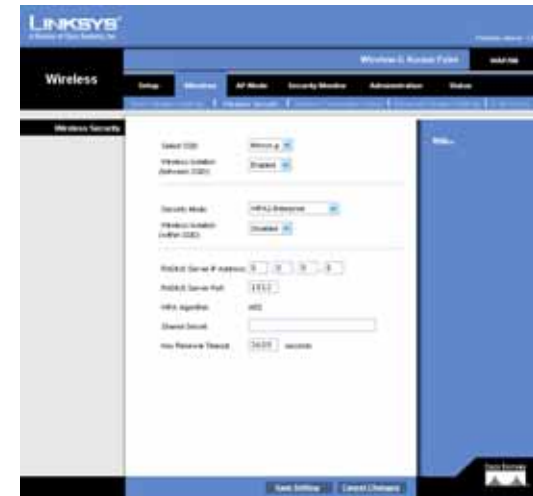 LINKSYS
A Division of Cisco Systems, Inc.
Wireless-G Access Point
Wireless
Setup Wireless AP Mode Security Monitor Administration Status
Wireless Security
Select SSID
Wireless Isolation
(between SSID)
Enabled
Security Mode
WPA2-Enterprise
Wireless Isolation
(within SSID)
Disabled
RADIUS Server IP Address: 0 . 0 . 0 . 0
RADIUS Server Port: 1812
WPA Algorithm AES
Shared Secret
Key Renewal Timeout 3600 seconds
Help...
Save Settings Cancel Changes
Cisco Systems